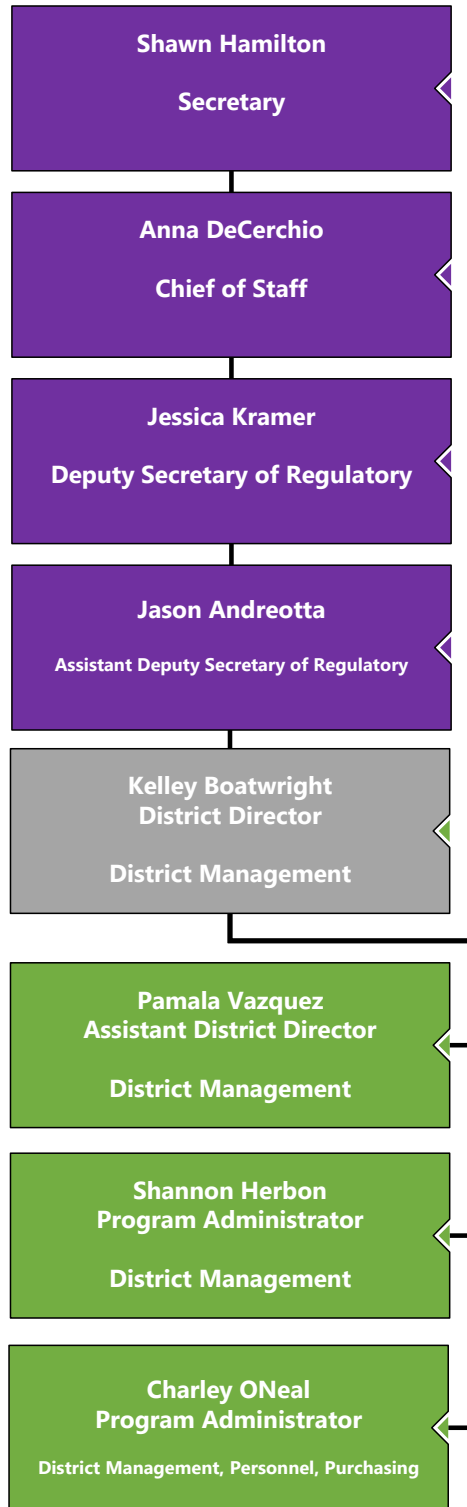 Shawn Hamilton
Secretary
Anna DeCerchio
Chief of Staff
Jessica Kramer
Deputy Secretary of Regulatory
Jason Andreotta
Assistant Deputy Secretary of Regulatory
Kelley Boatwright
District Director
District Management
Pamala Vazquez
Assistant District Director
District Management
Shannon Herbon
Program Administrator
District Management
Charley ONeal
Program Administrator
District Management, Personnel, Purchasing